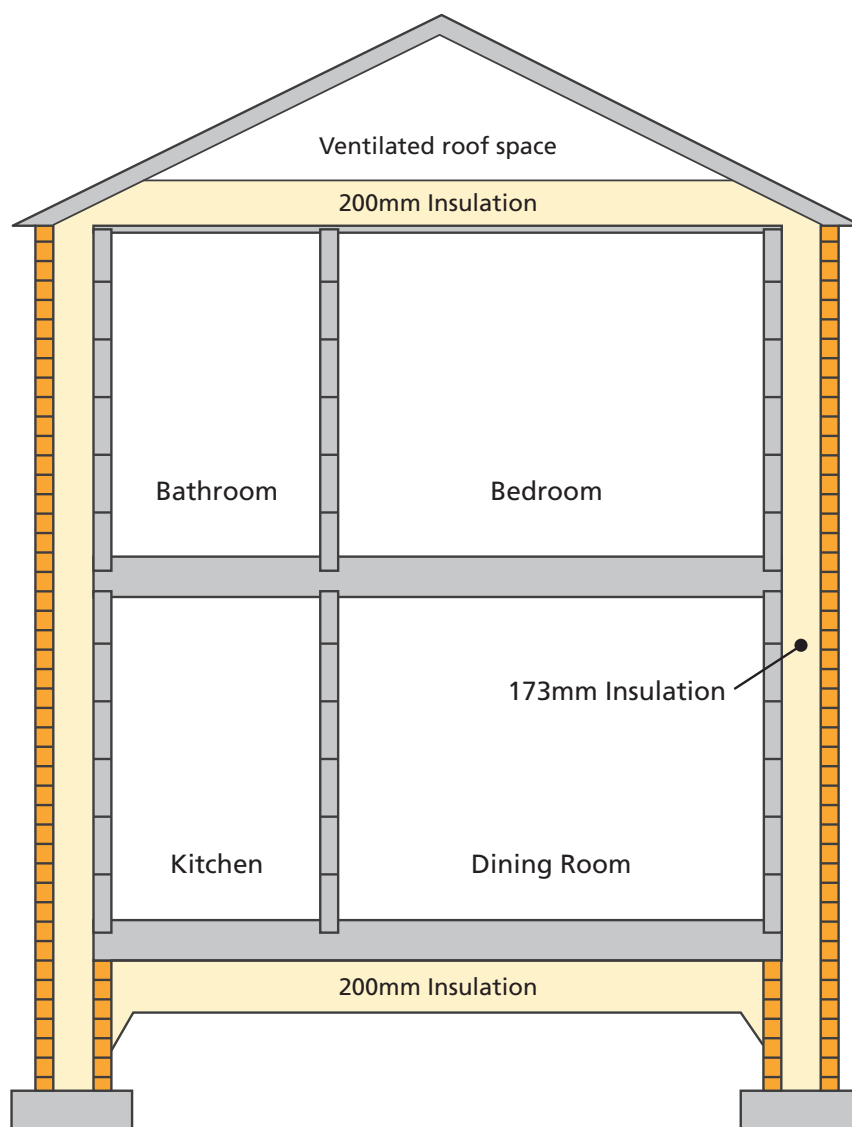 Ventilated roof space
200mm Insulation
Bathroom
Bedroom
173mm Insulation
Kitchen
Dining Room
200mm Insulation